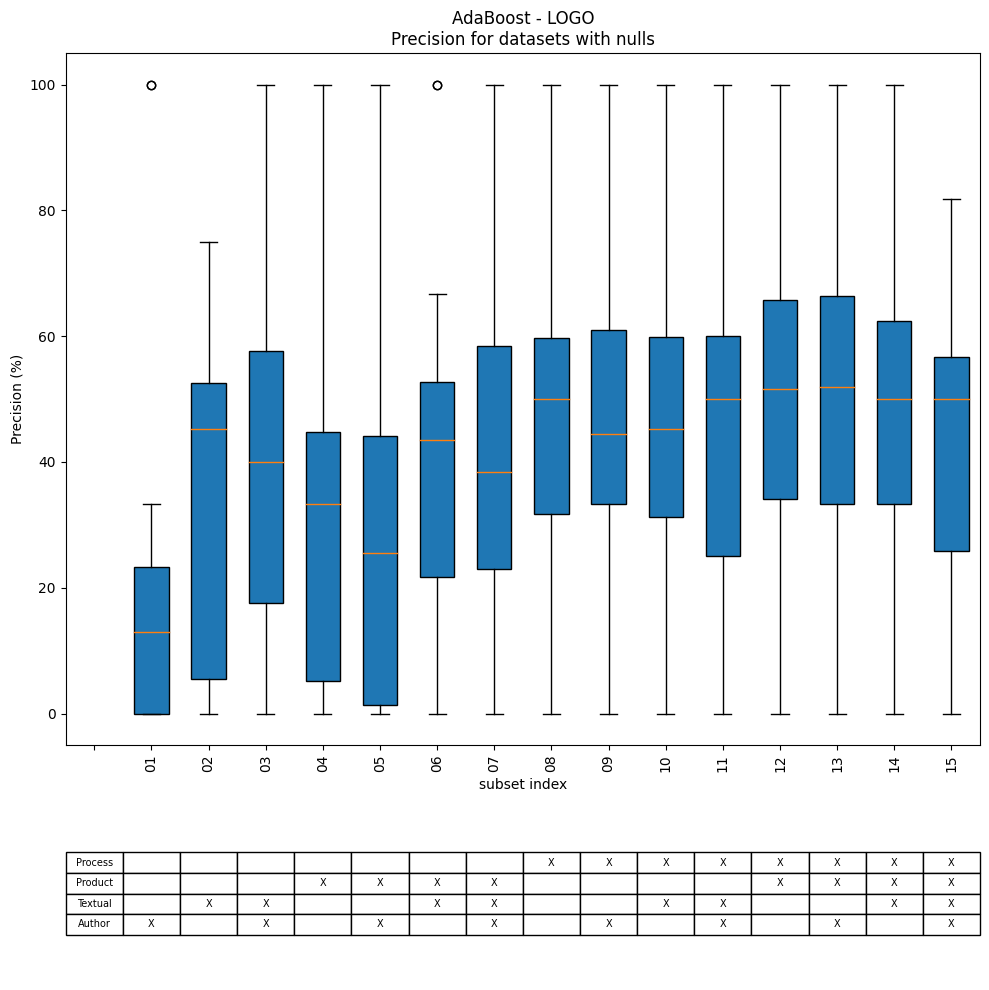 AdaBoost - LOGO
Precision for datasets with nulls
100
80
60
40
20
0
Precision (%)
01 02 03 04 05 06 07 08 09 10 11 12 13 14 15
subset index
Process X X X X X X X X
Product X X X X X X X X
Textual X X X X X X X X
Author X X X X X X X X